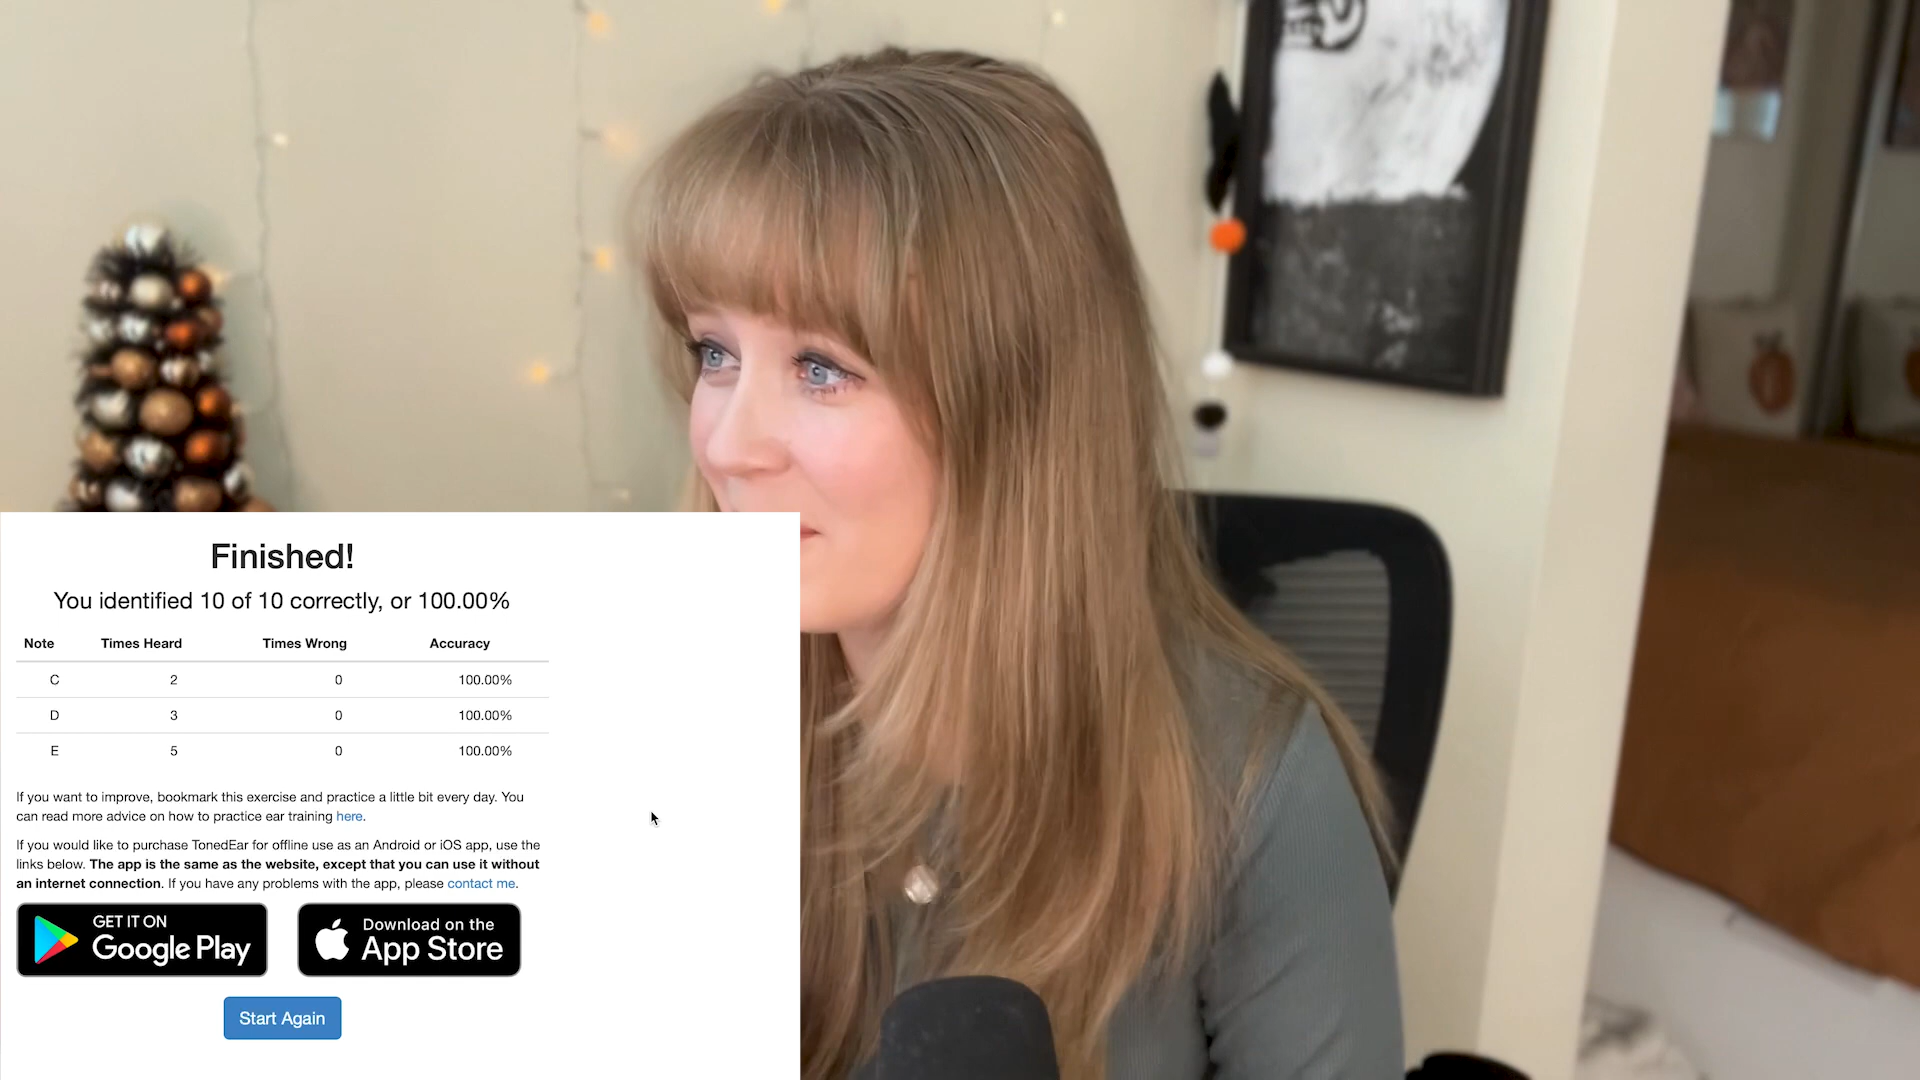 Finished!
You identified 10 of 10 correctly, or 100.00%
Note Times Heard Times Wrong Accuracy
C 2 0 100.00%
D 3 0 100.00%
E 5 0 100.00%
If you want to improve, bookmark this exercise and practice a little bit every day. You
can read more advice on how to practice ear training here.
If you would like to purchase TonedEar for offline use as an Android or iOS app, use the
links below. The app is the same as the website, except that you can use it without
an internet connection. If you have any problems with the app, please contact me.
GET IT ON
Google Play
Download on the
App Store
Start Again